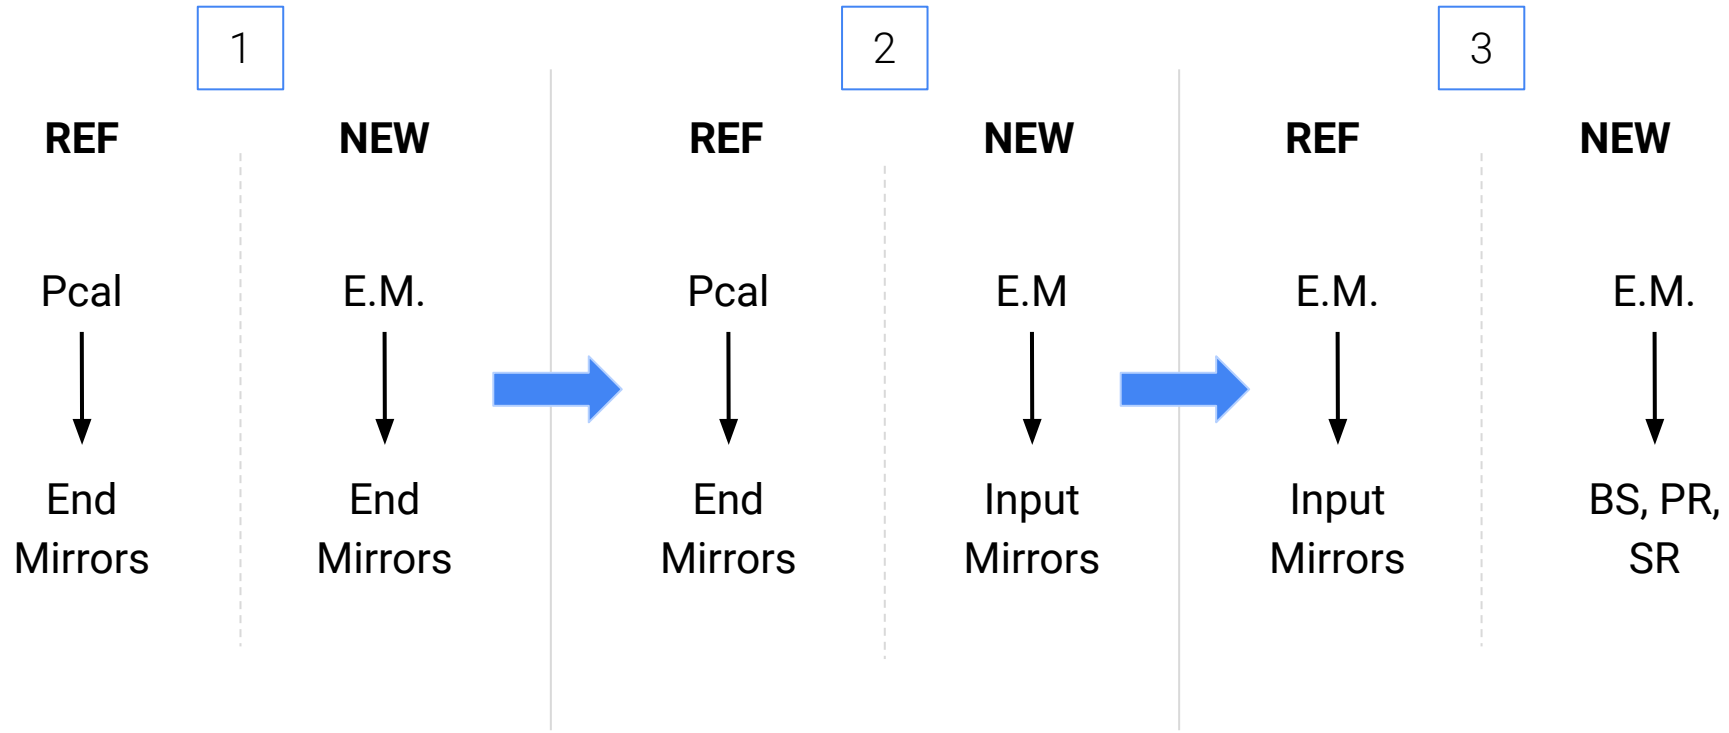 1
REF
NEW
Pcal
E.M.
End
Mirrors
End
Mirrors
2
REF
NEW
Pcal
E.M
End
Mirrors
Input
Mirrors
3
REF
NEW
E.M.
E.M.
Input
Mirrors
BS, PR,
SR